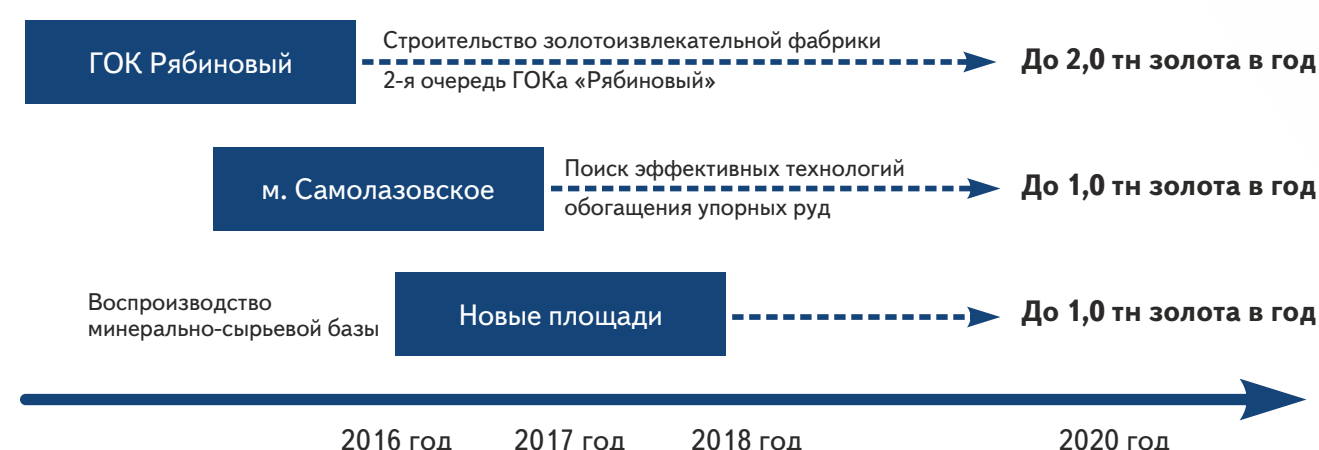 ГОК Рябиновый
Строительство золотоизвлекательной фабрики
2-я очередь ГОКа «Рябиновый»
До 2,0 тн золота в год
м. Самолазовское
Поиск эффективных технологий
обогащения упорных руд
До 1,0 тн золота в год
Воспроизводство
минерально-сырьевой базы
Новые площади
До 1,0 тн золота в год
2016 год
2017 год
2018 год
2020 год